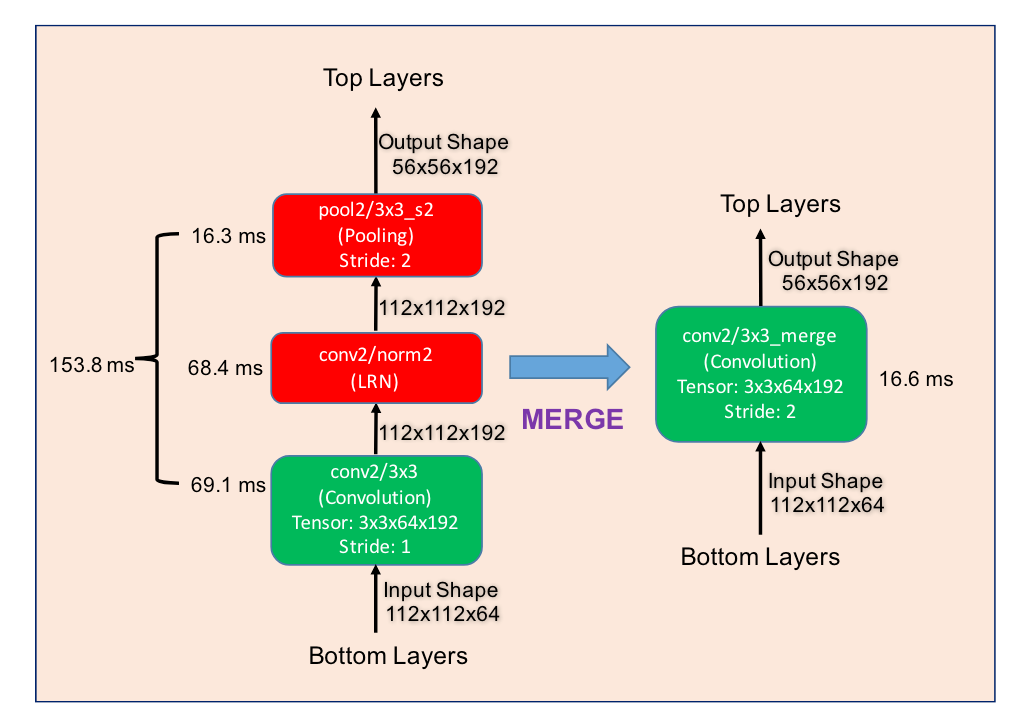 Top Layers
Output Shape
56x56x192
pool2/3x3_s2
(Pooling)
Stride: 2
16.3 ms
112x112x192
conv2/norm2
(LRN)
68.4 ms
153.8 ms
112x112x192
conv2/3x3
(Convolution)
Tensor: 3x3x64x192
Stride: 1
69.1 ms
Input Shape
112x112x64
Bottom Layers
MERGE
Top Layers
Output Shape
56x56x192
conv2/3x3_merge
(Convolution)
Tensor: 3x3x64x192
Stride: 2
16.6 ms
Input Shape
112x112x64
Bottom Layers